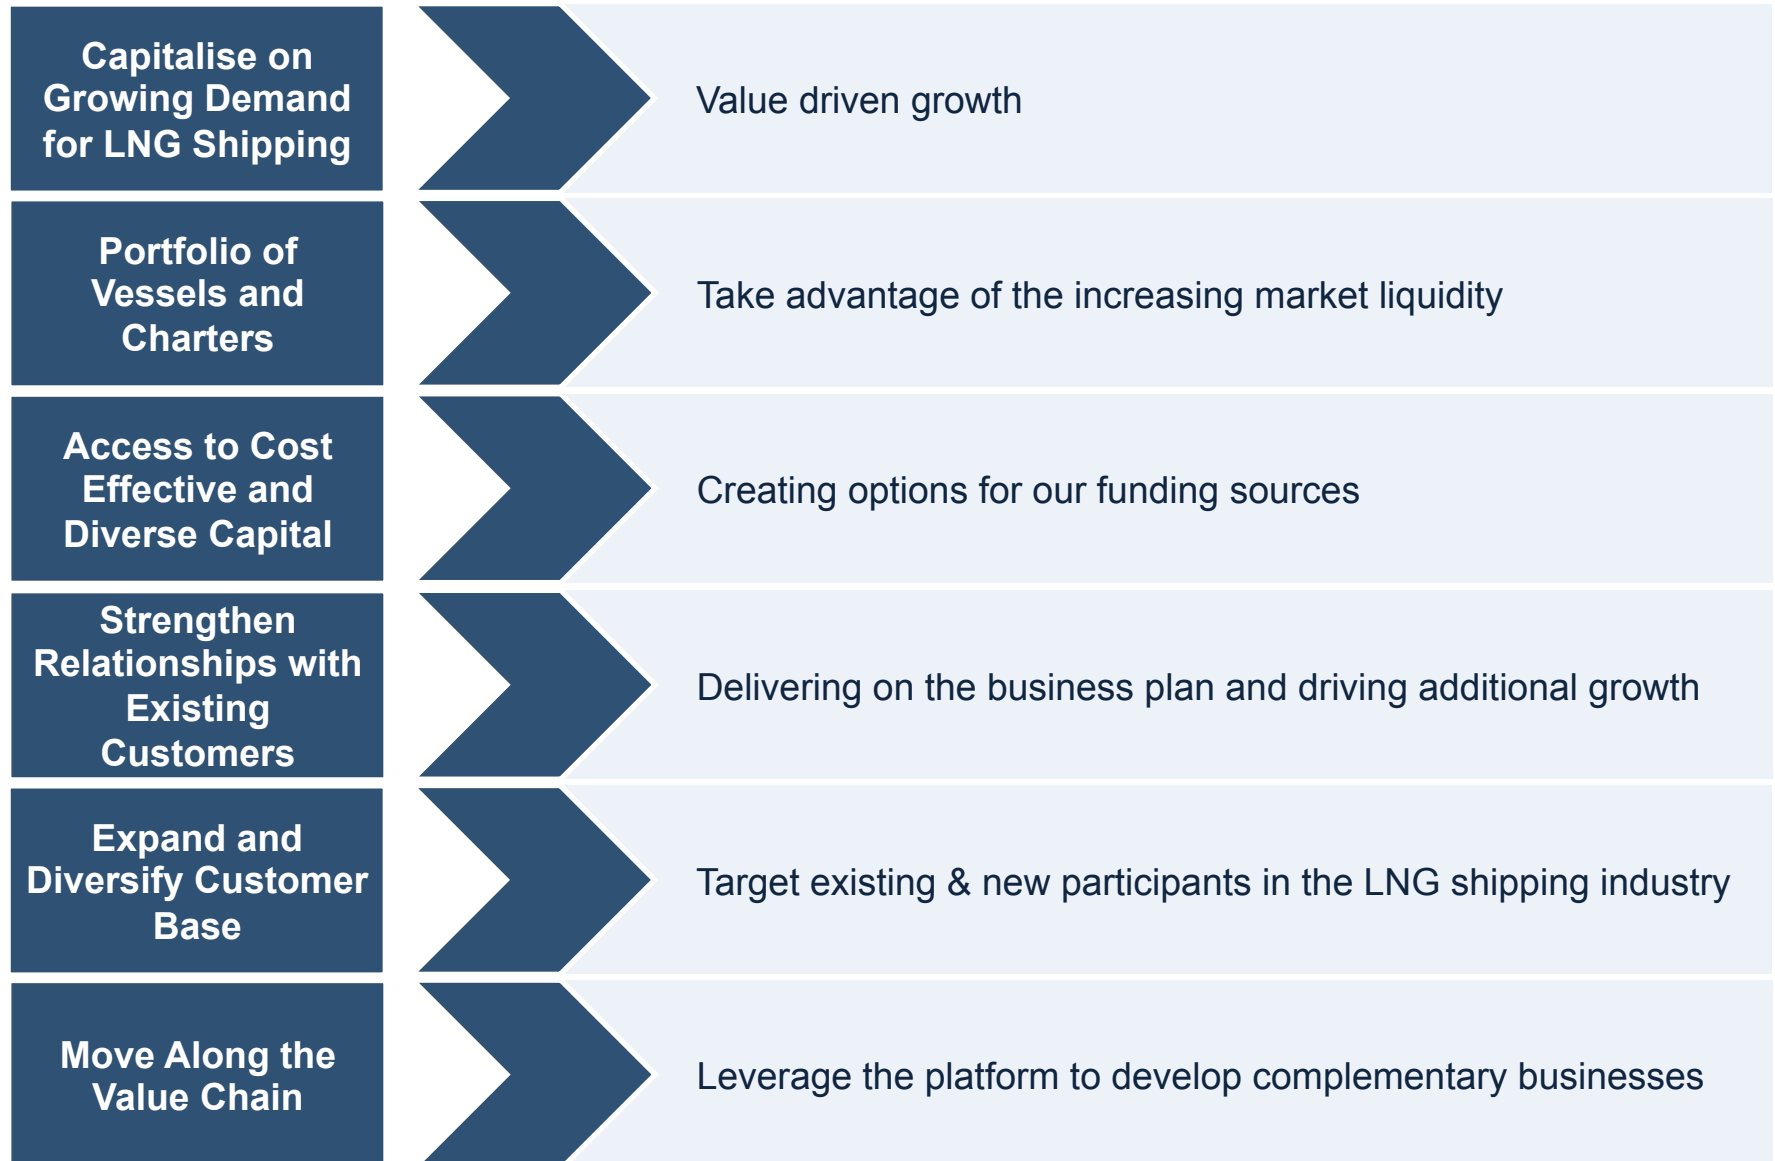 Capitalise on
Growing Demand
for LNG Shipping
Value driven growth
Portfolio of
Vessels and
Charters
Take advantage of the increasing market liquidity
Access to Cost
Effective and
Diverse Capital
Creating options for our funding sources
Strengthen
Relationships with
Existing
Customers
Delivering on the business plan and driving additional growth
Expand and
Diversify Customer
Base
Target existing & new participants in the LNG shipping industry
Move Along the
Value Chain
Leverage the platform to develop complementary businesses